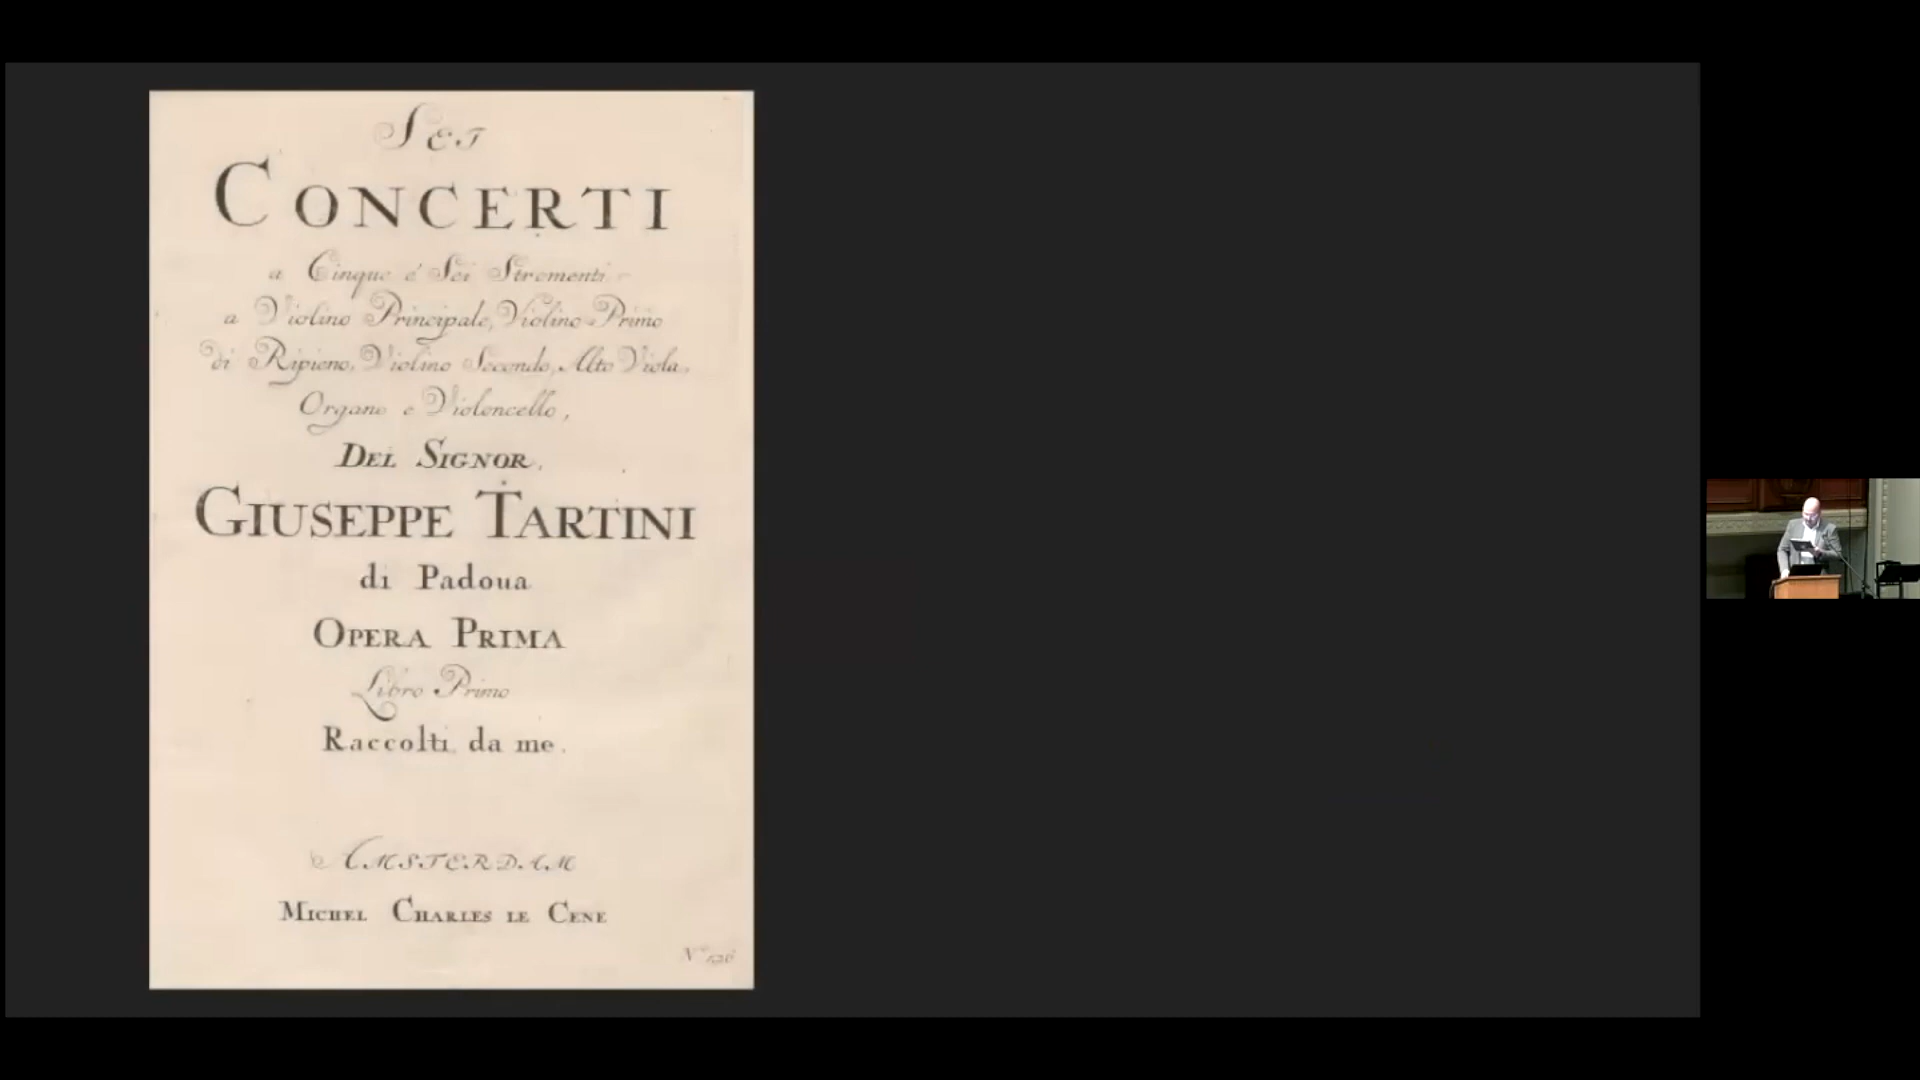 SEI
CONCERTI
a Cinque e Sei Stromenti
a Violino Principale, Violino Primo
di Ripieno, Violino Secondo, Alto Viola,
Organo e Violoncello,
DEL SIGNOR,
GIUSEPPE TARTINI
di Padoua
OPERA PRIMA
Libro Primo
Raccolti da me.
AMSTERDAM
MICHEL CHARLES LE CENE